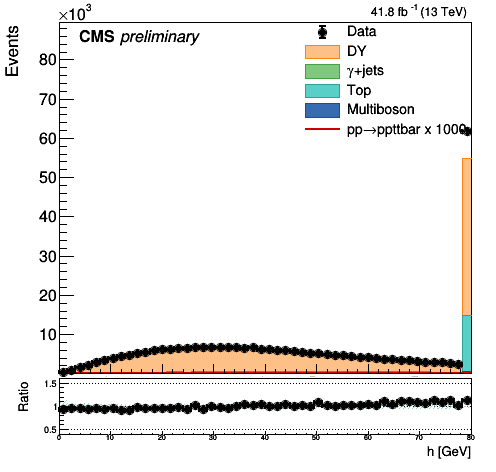 ×10³
41.8 fb⁻¹ (13 TeV)
CMS preliminary
Events
Data
DY
γ+jets
Top
Multiboson
pp→ppttbar x 1000
80
70
60
50
40
30
20
10
Ratio
1.5
1
0.5
0 10 20 30 40 50 60 70 80
h [GeV]